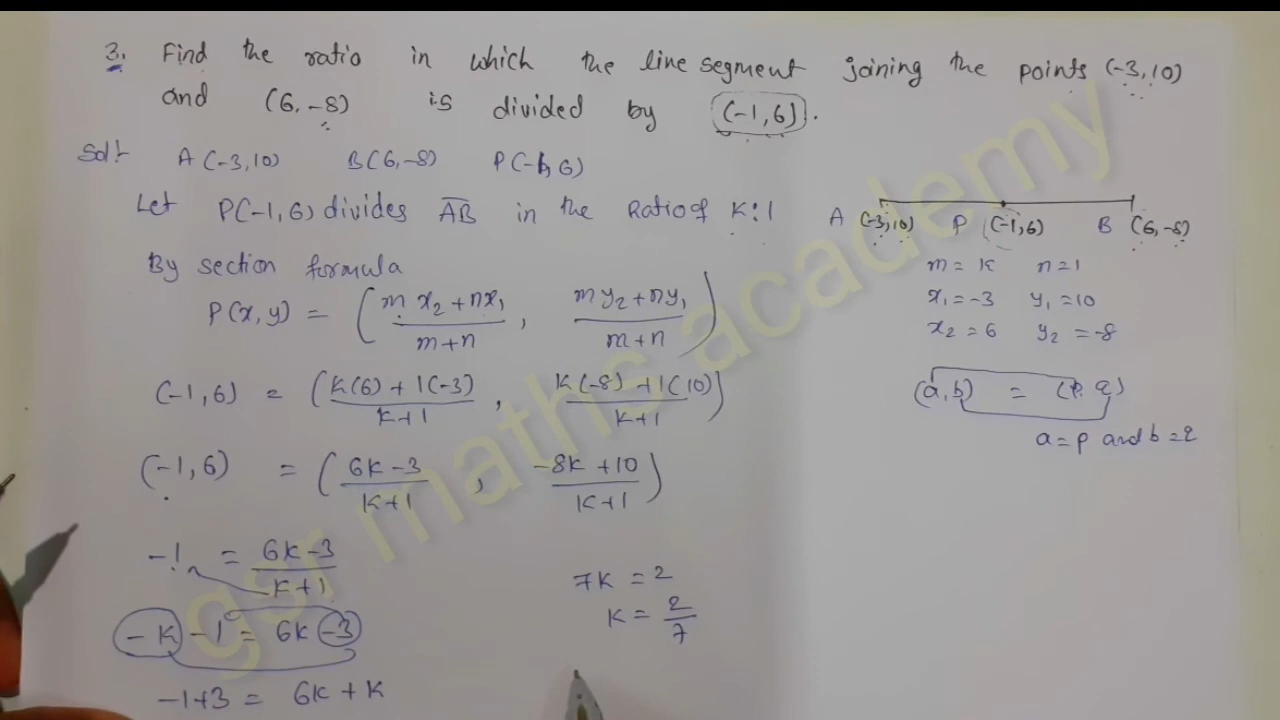 3. Find the ratio in which the line segment joining the points (-3,10)
and (6,-8) is divided by (-1,6).
Sol:- A(-3,10) B(6,-8) P(-1,6)
Let P(-1,6) divides AB in the Ratio of K:1
By section formula
P(x,y) = (m x2+nx1 / m+n , my2+ny1 / m+n)
(-1,6) = (K(6)+1(-3) / K+1 , K(-8)+1(10) / K+1)
(-1,6) = (6K-3 / K+1 , -8K+10 / K+1)
-1 = 6K-3 / K+1
-K-1 = 6K-3
-1+3 = 6K+K
7K = 2
K = 2/7
A (-3,10) P (-1,6) B (6,-8)
m = K n=1
x1=-3 y1=10
x2=6 y2=-8
(a,b) = (p,q)
a=p and b=q
gsr maths academy